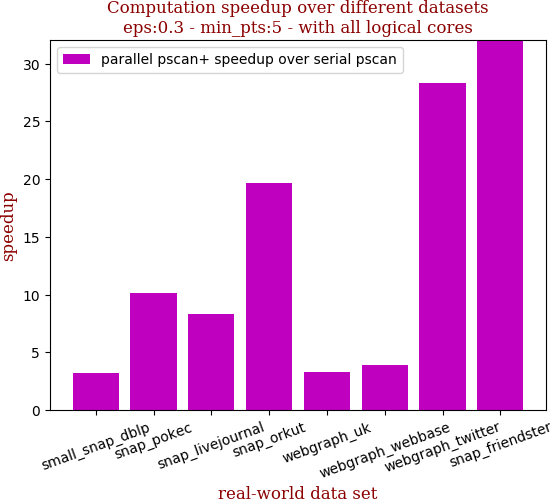 Computation speedup over different datasets
eps:0.3 - min_pts:5 - with all logical cores
parallel pscan+ speedup over serial pscan
speedup
30
25
20
15
10
5
0
small_snap_dblp
snap_pokec
snap_livejournal
snap_orkut
webgraph_uk
webgraph_webbase
webgraph_twitter
snap_friendster
real-world data set